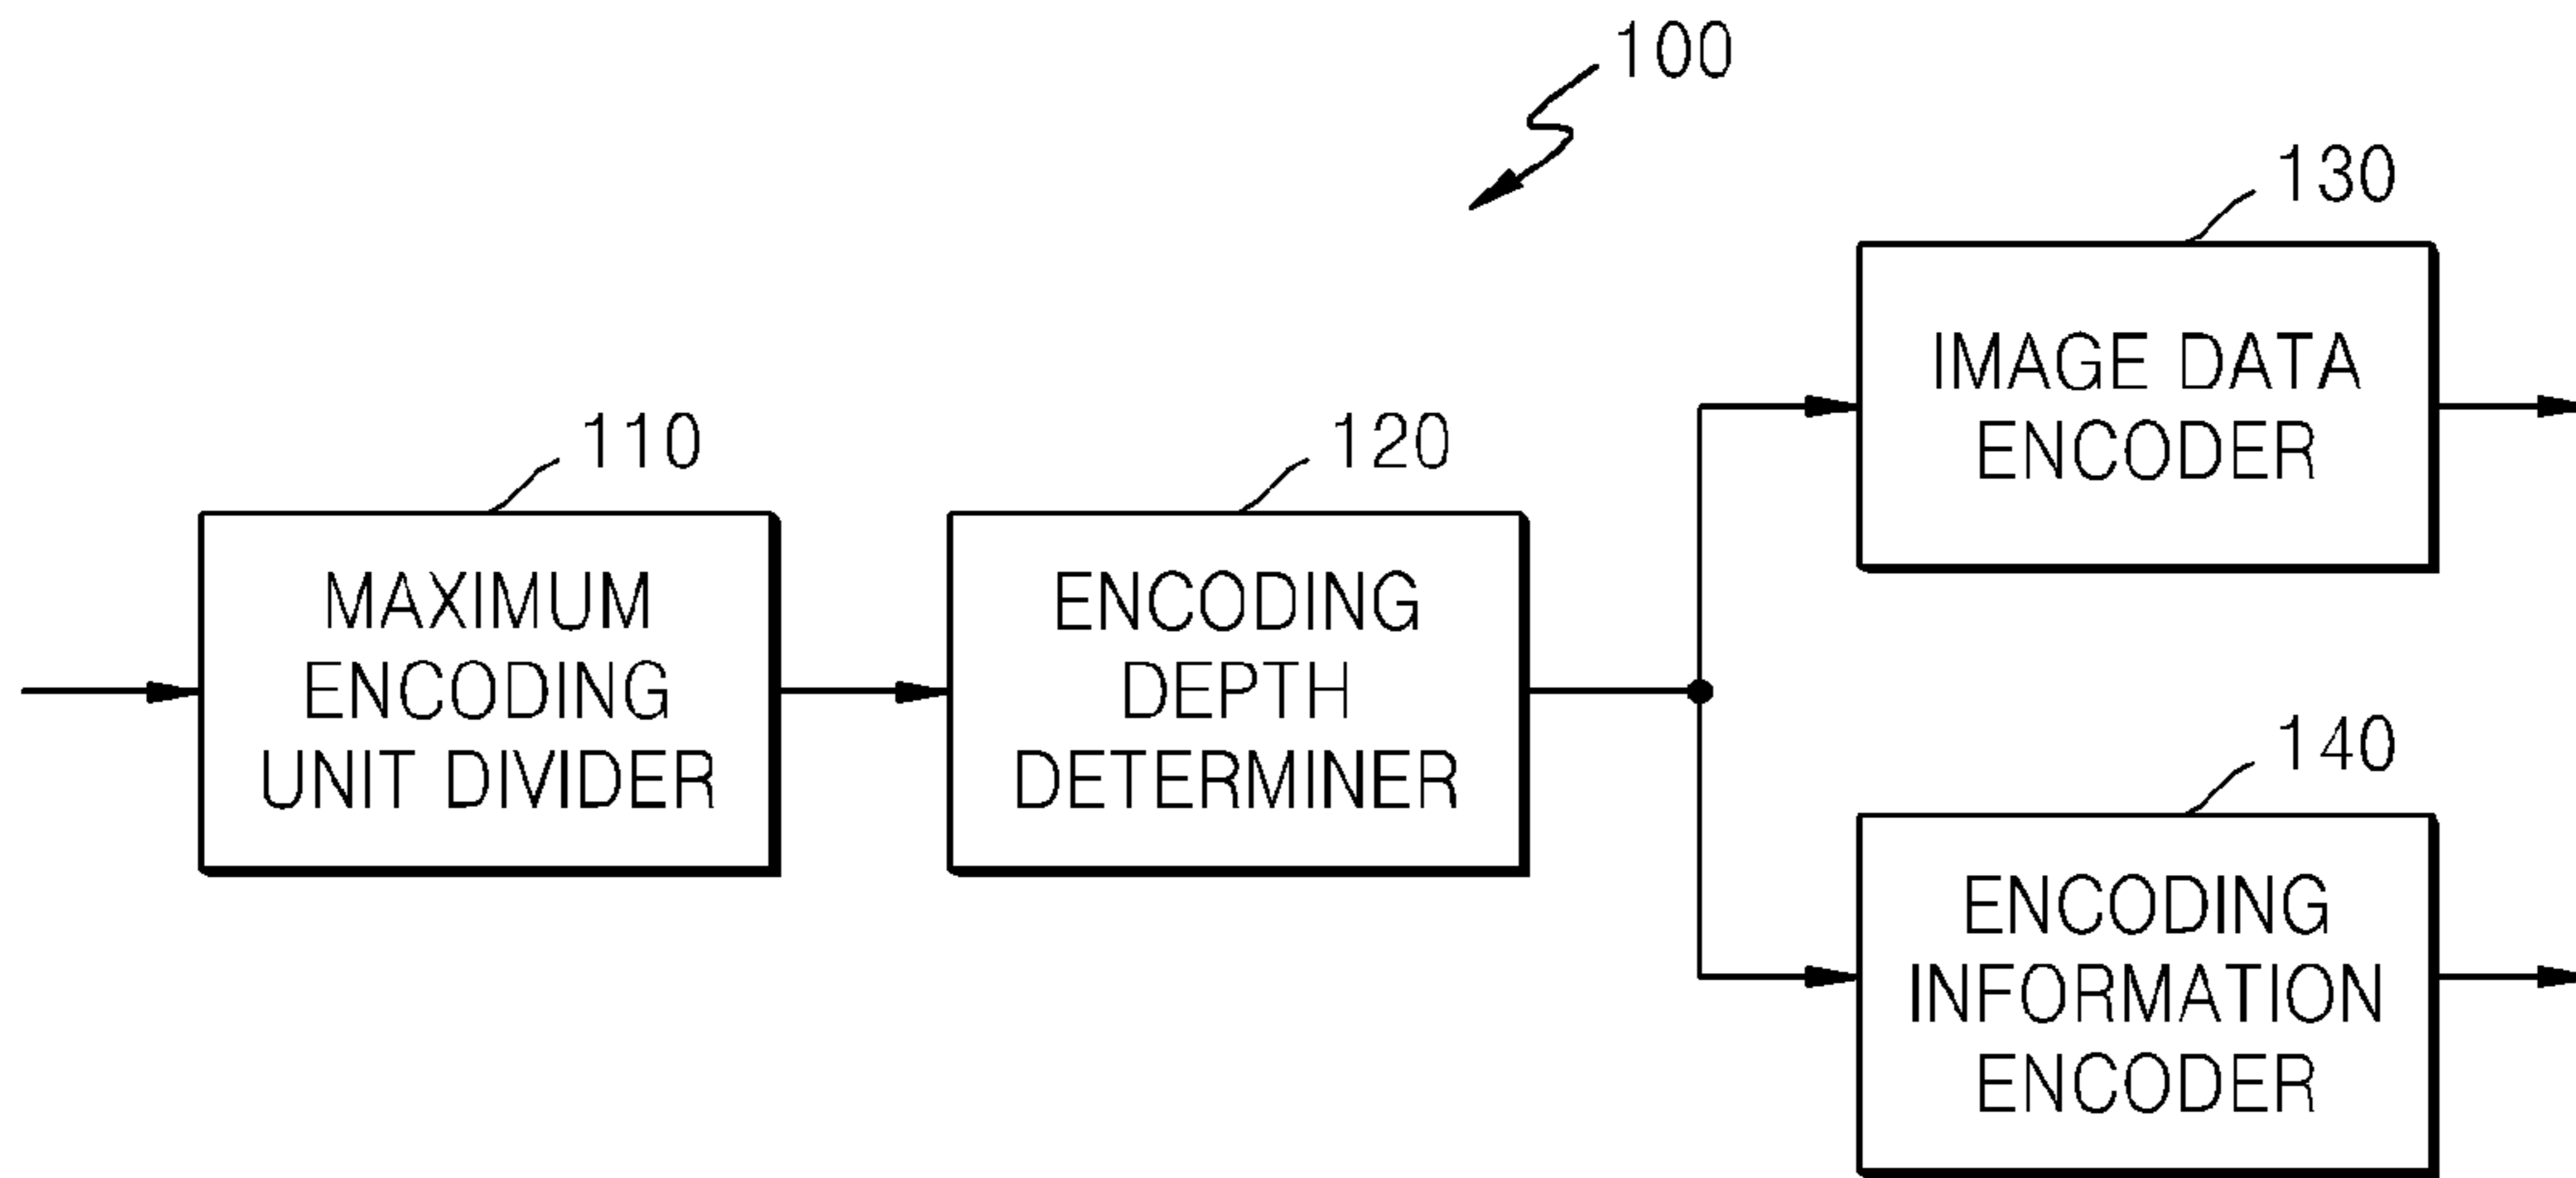 100
110
MAXIMUM
ENCODING
UNIT DIVIDER
120
ENCODING
DEPTH
DETERMINER
130
IMAGE DATA
ENCODER
140
ENCODING
INFORMATION
ENCODER